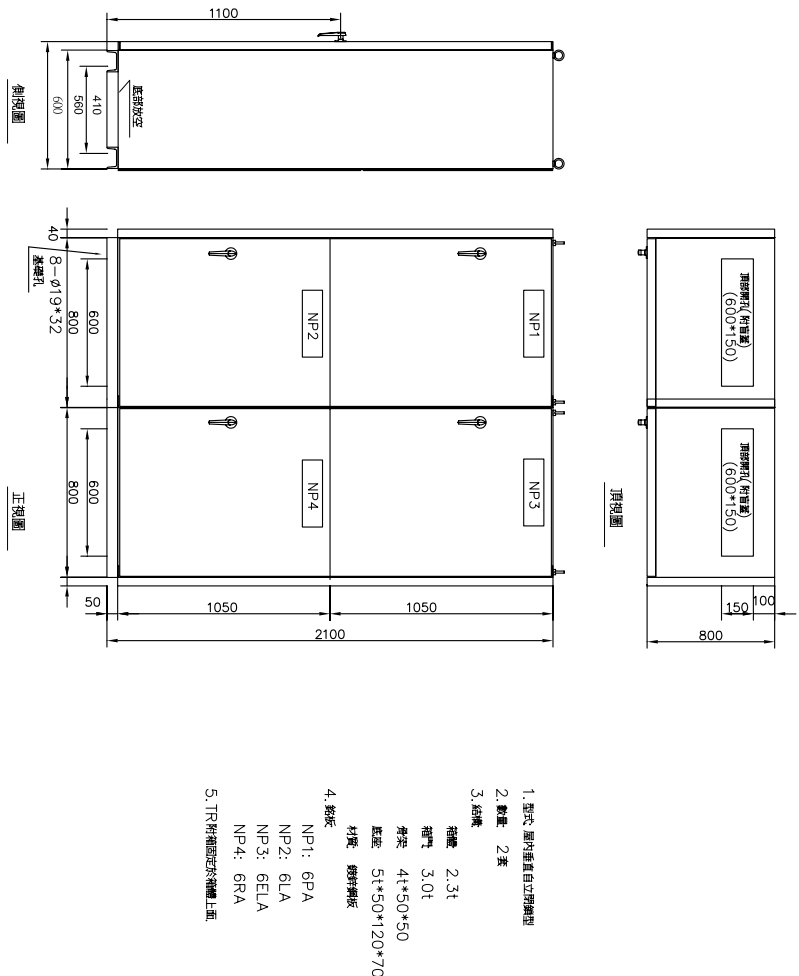 頂視圖
頂部開孔(附盲蓋)
(600*150)
頂部開孔(附盲蓋)
(600*150)
800
150
100
1100
底部放空
410
560
600
側視圖
NP1
NP2
NP3
NP4
40
8-Ø19*32
基礎孔
600
800
600
800
正視圖
50
1050
1050
2100
1. 型式: 屋內垂直自立閉鎖型
2. 數量: 2套
3. 結構:
箱體: 2.3t
箱門: 3.0t
骨架: 4t*50*50
底座: 5t*50*120*70
材質: 鍍鋅鋼板
4. 銘板:
NP1: 6PA
NP2: 6LA
NP3: 6ELA
NP4: 6RA
5. TR附箱固定於箱體上面.